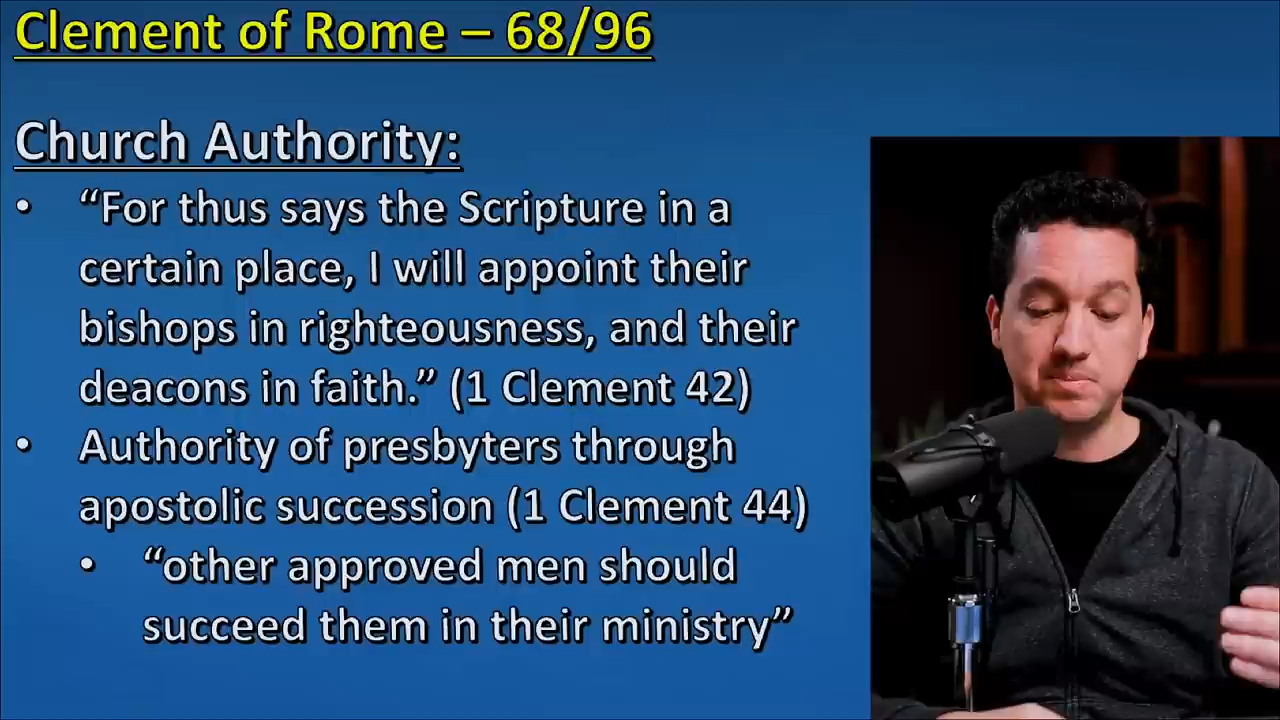 Clement of Rome – 68/96
Church Authority:
• “For thus says the Scripture in a
certain place, I will appoint their
bishops in righteousness, and their
deacons in faith.” (1 Clement 42)
• Authority of presbyters through
apostolic succession (1 Clement 44)
• “other approved men should
succeed them in their ministry”